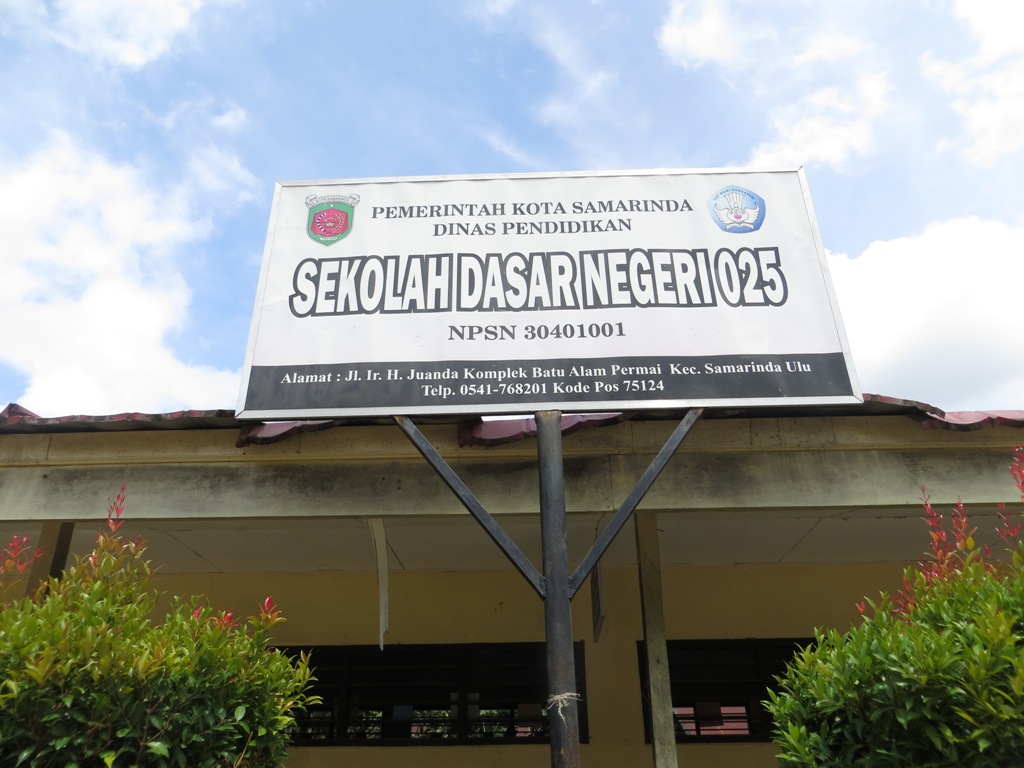 PEMERINTAH KOTA SAMARINDA
DINAS PENDIDIKAN
SEKOLAH DASAR NEGERI 025
NPSN 30401001
Alamat : Jl. Ir. H. Juanda Komplek Batu Alam Permai Kec. Samarinda Ulu
Telp. 0541-768201 Kode Pos 75124